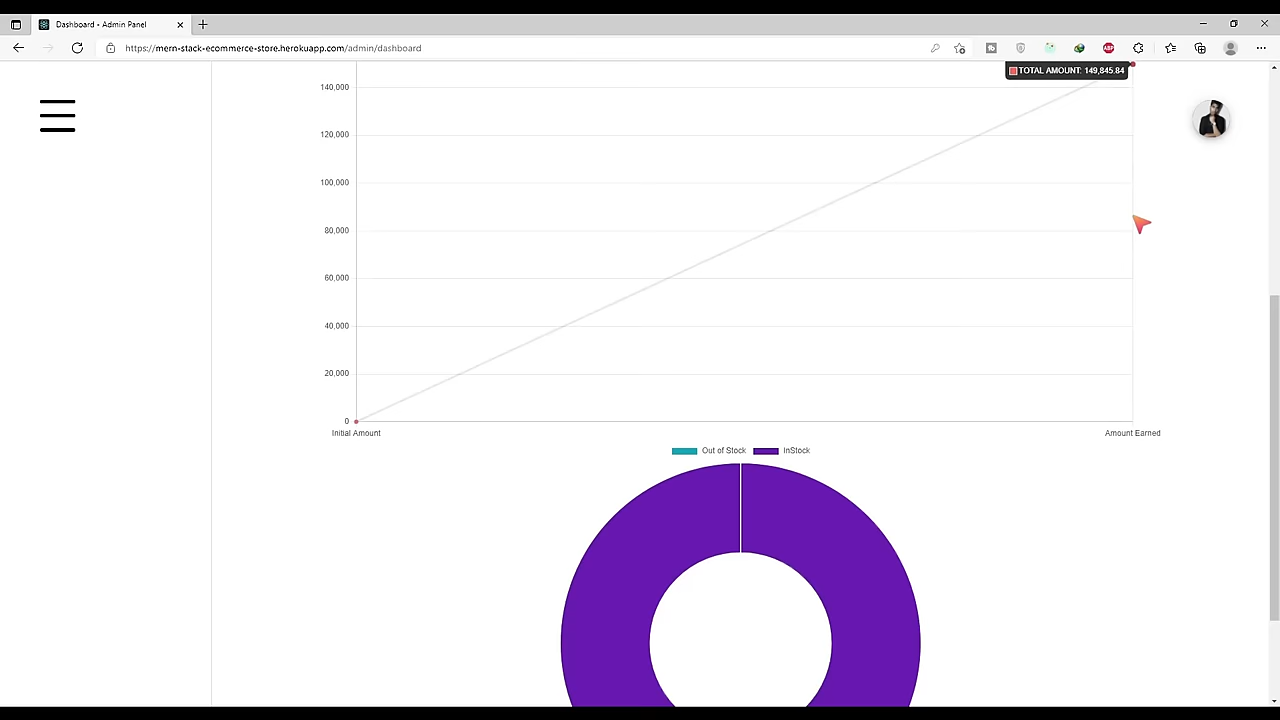 Dashboard • Admin Panel
https://mern-stack-ecommerce-store.herokuapp.com/admin/dashboard
ABP
TOTAL AMOUNT: 149,845.84
140,000
120,000
100,000
80,000
60,000
40,000
20,000
0
Initial Amount
Amount Earned
Out of Stock
InStock